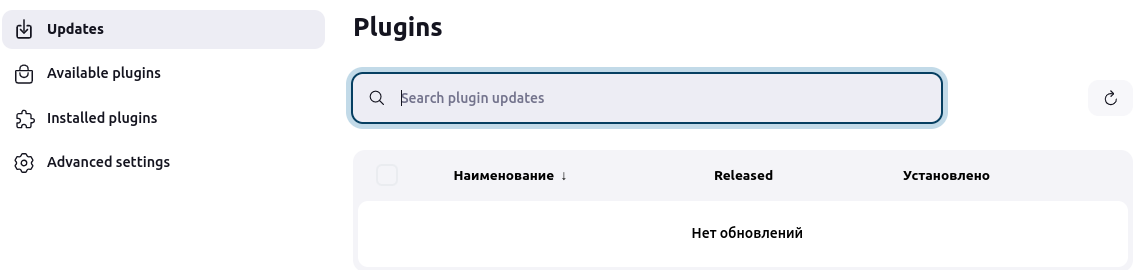 Updates
Available plugins
Installed plugins
Advanced settings
Plugins
Search plugin updates
Наименование ↓ Released Установлено
Нет обновлений